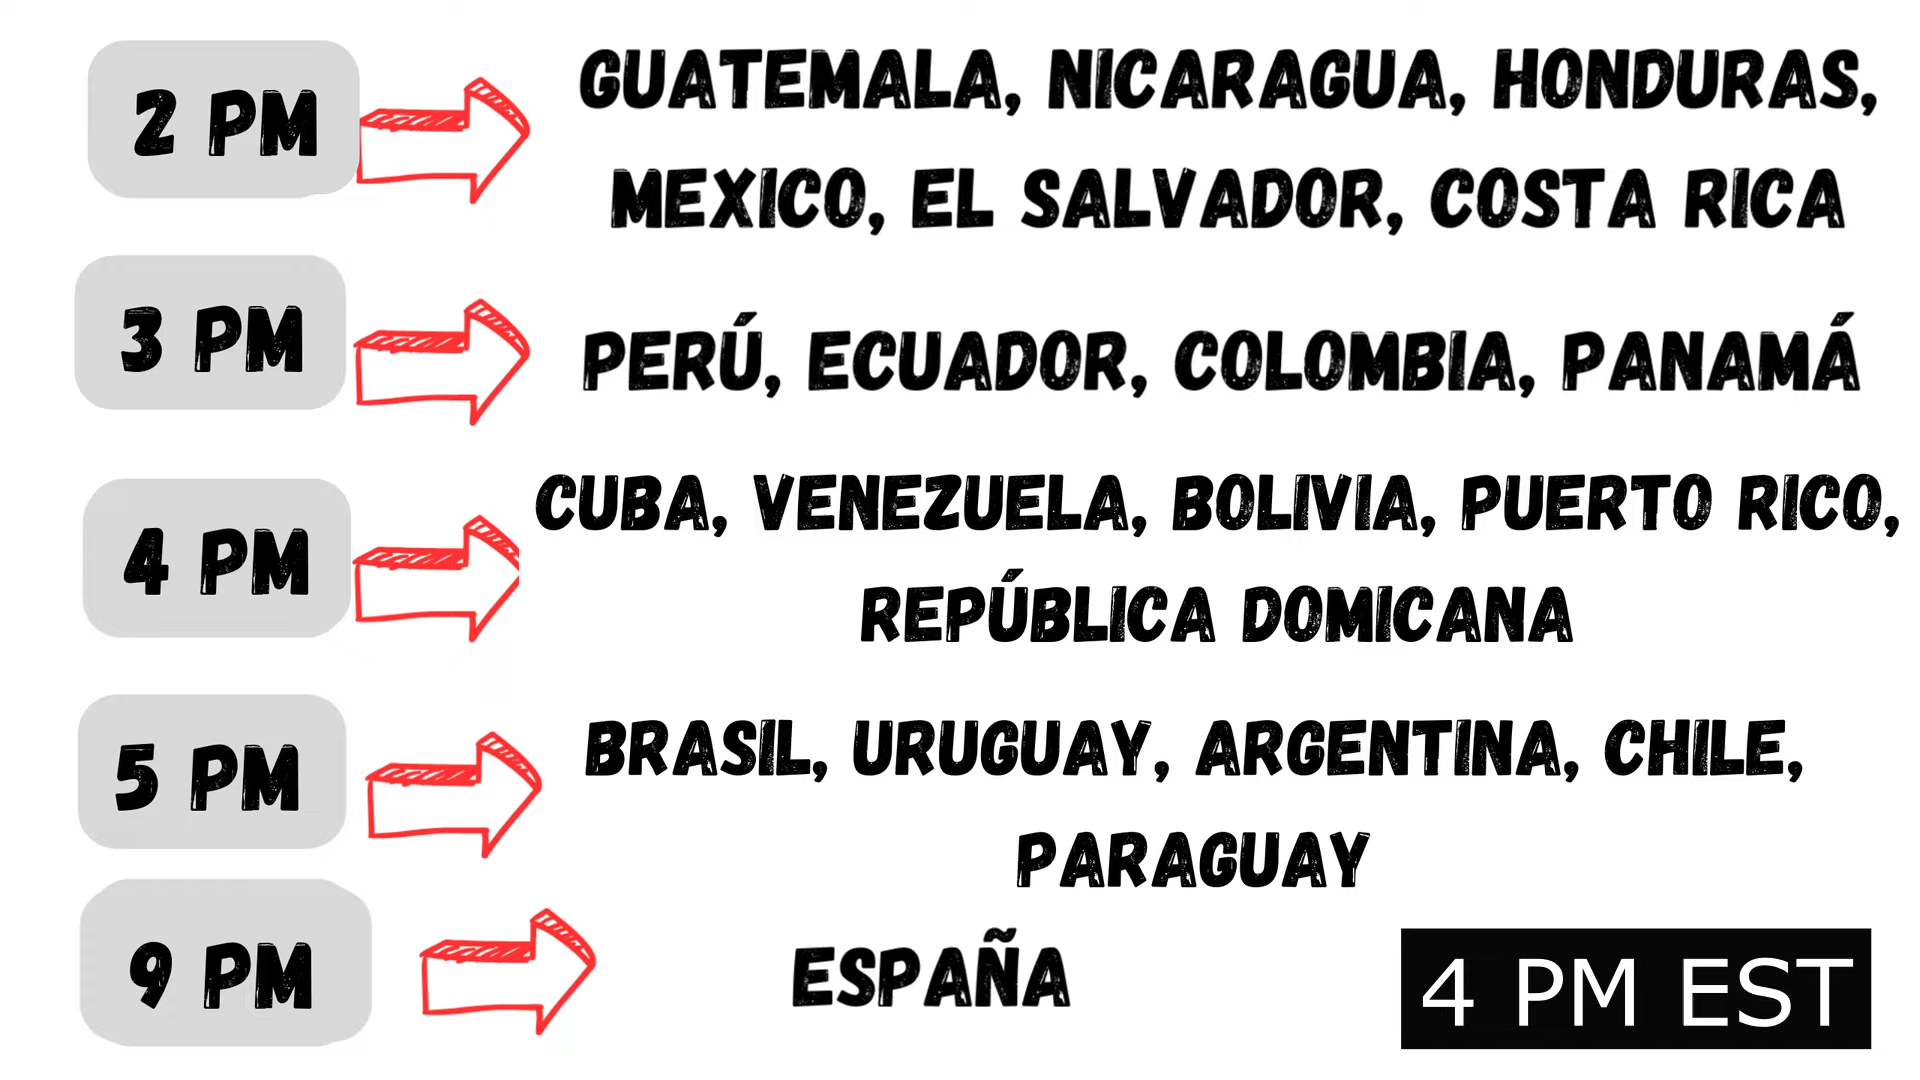 2 PM
GUATEMALA, NICARAGUA, HONDURAS,
MEXICO, EL SALVADOR, COSTA RICA
3 PM
PERÚ, ECUADOR, COLOMBIA, PANAMÁ
4 PM
CUBA, VENEZUELA, BOLIVIA, PUERTO RICO,
REPÚBLICA DOMICANA
5 PM
BRASIL, URUGUAY, ARGENTINA, CHILE,
PARAGUAY
9 PM
ESPAÑA
4 PM EST